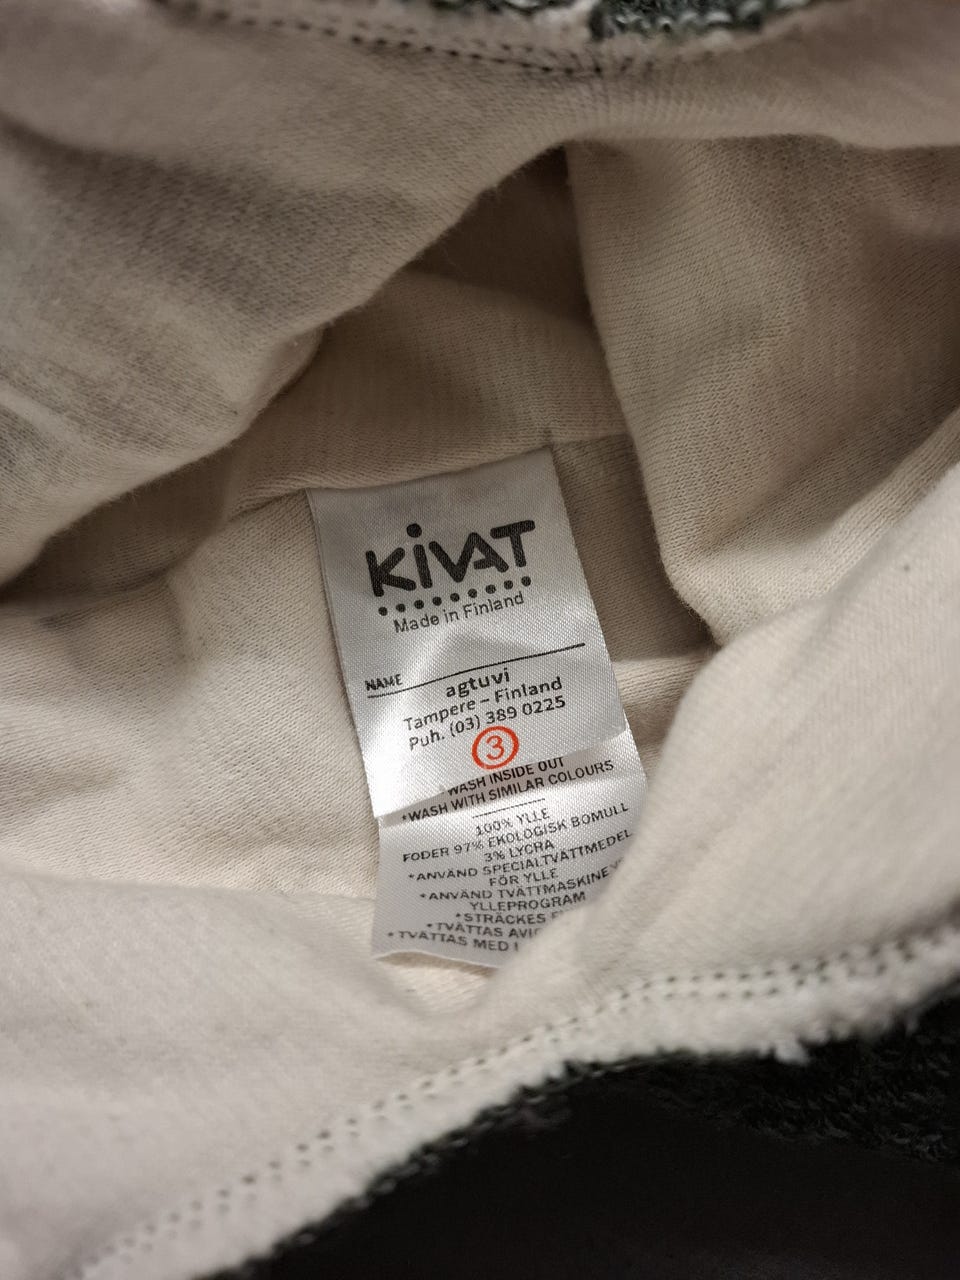 KiVAT
Made in Finland
NAME
agtuvi
Tampere – Finland
Puh. (03) 389 0225
3
WASH INSIDE OUT
*WASH WITH SIMILAR COLOURS
100% YLLE
FODER 97% EKOLOGISK BOMULL
3% LYCRA
*ANVÄND SPECIALTVÄTTMEDEL
FÖR YLLE
*ANVÄND TVÄTTMASKINE
YLLEPROGRAM
*STRÄCKES
*TVÄTTAS
*TVÄTTAS MED